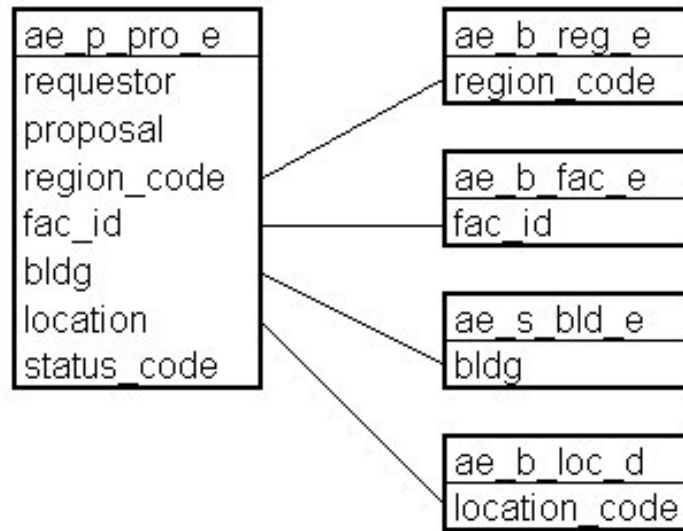 ae_p_pro_e
requestor
proposal
region_code
fac_id
bldg
location
status_code
ae_b_reg_e
region_code
ae_b_fac_e
fac_id
ae_s_bld_e
bldg
ae_b_loc_d
location_code